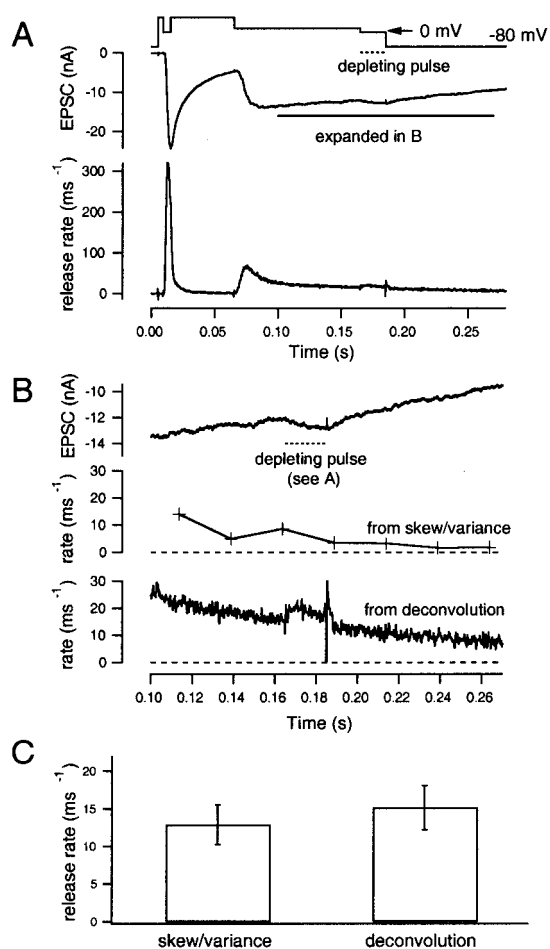 A
0 mV
-80 mV
depleting pulse
EPSC (nA)
0
-10
-20
expanded in B
release rate (ms⁻¹)
300
200
100
0
0.00 0.05 0.10 0.15 0.20 0.25
Time (s)
B
EPSC (nA)
-10
-12
-14
depleting pulse
(see A)
rate (ms⁻¹)
30
20
10
0
from skew/variance
rate (ms⁻¹)
30
20
10
0
from deconvolution
0.10 0.12 0.14 0.16 0.18 0.20 0.22 0.24 0.26
Time (s)
C
release rate (ms⁻¹)
20
15
10
5
0
skew/variance deconvolution